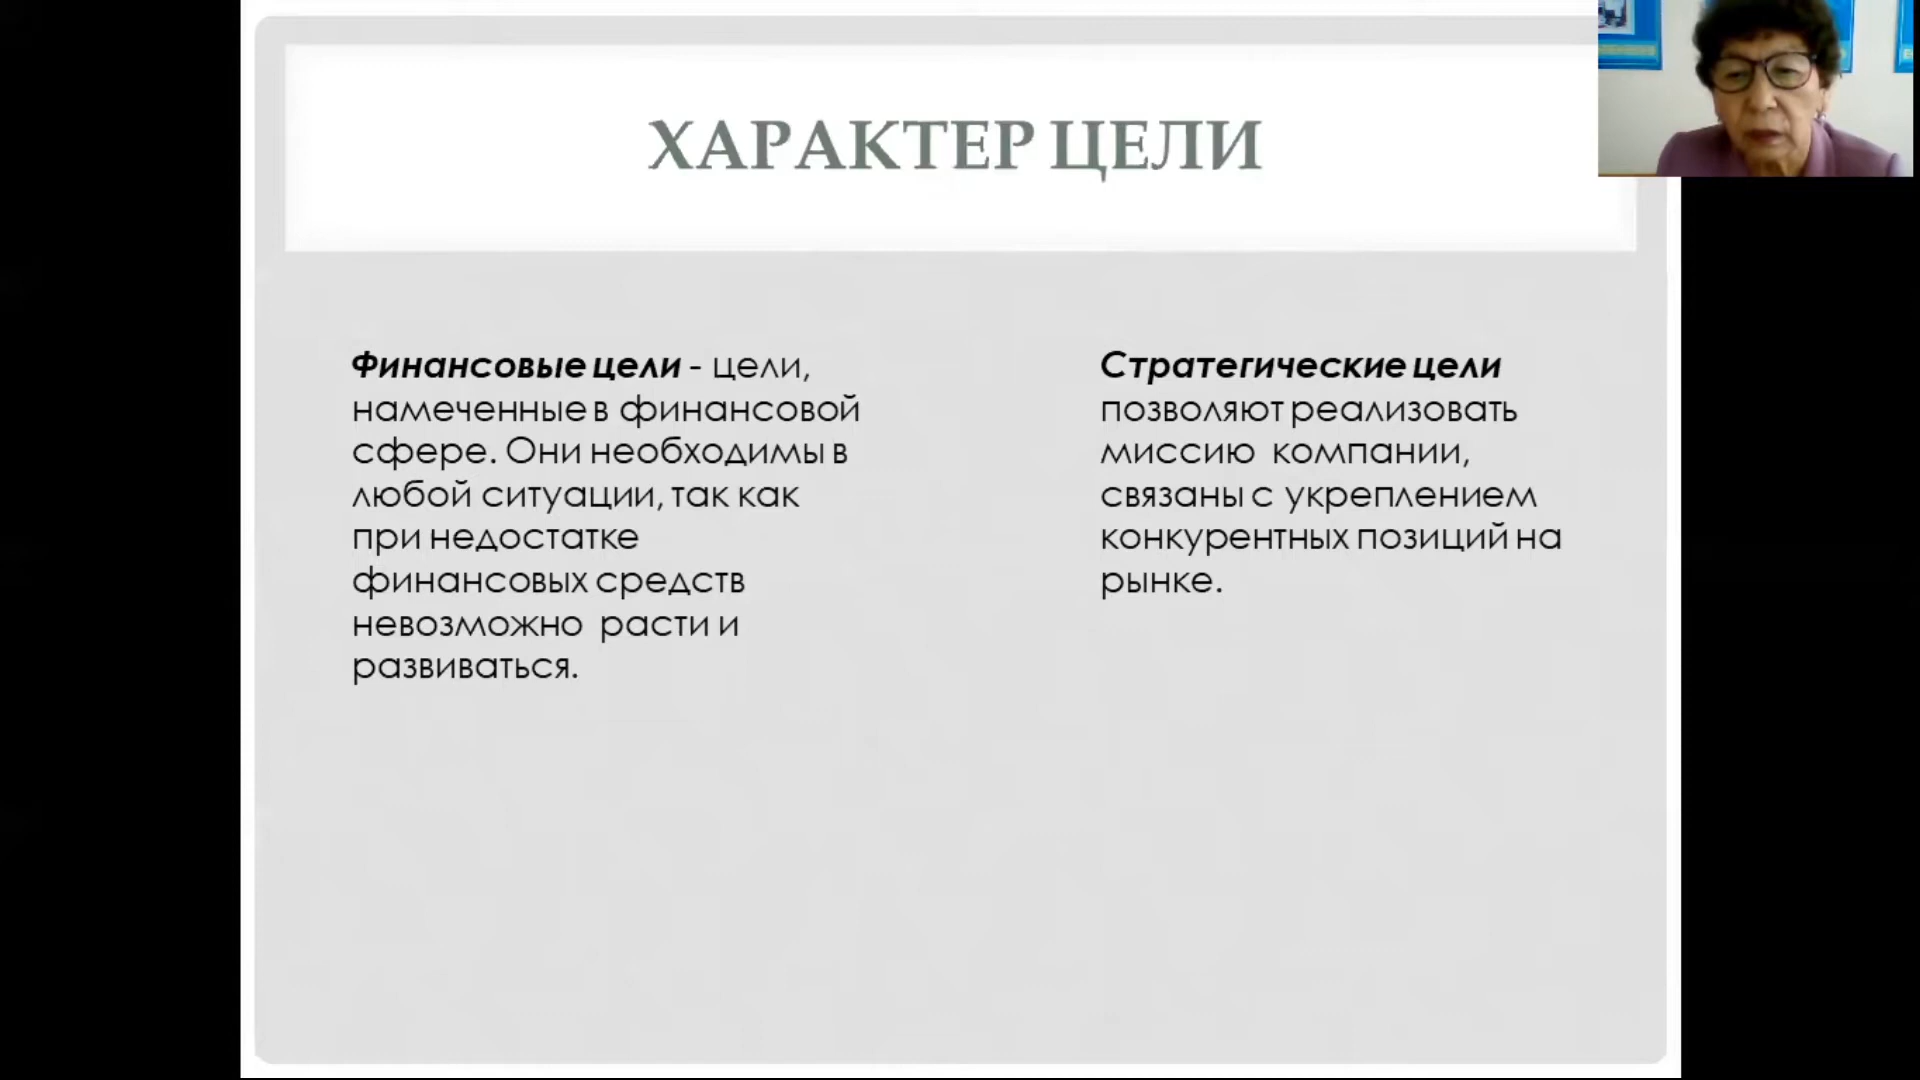 ХАРАКТЕР ЦЕЛИ
Финансовые цели - цели,
намеченные в финансовой
сфере. Они необходимы в
любой ситуации, так как
при недостатке
финансовых средств
невозможно расти и
развиваться.
Стратегические цели
позволяют реализовать
миссию компании,
связаны с укреплением
конкурентных позиций на
рынке.